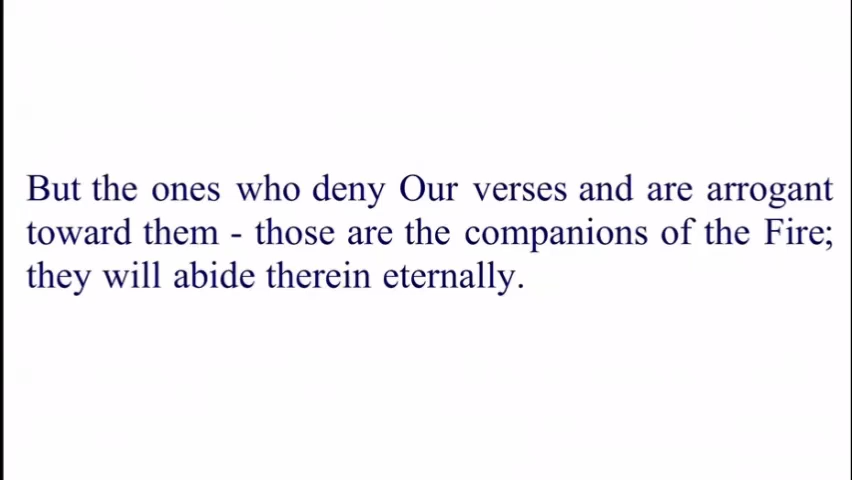 But the ones who deny Our verses and are arrogant
toward them - those are the companions of the Fire;
they will abide therein eternally.